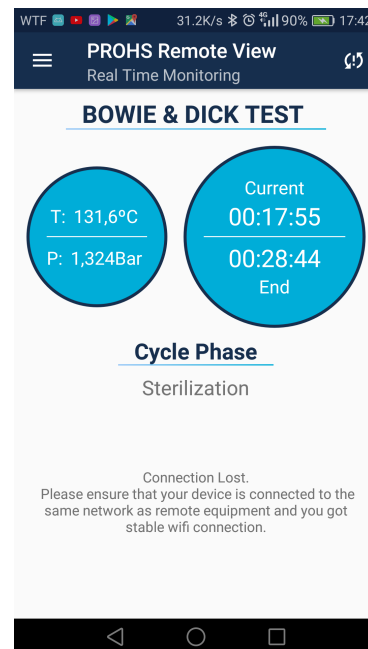 WTF 31.2K/s 4G 90% 17:42
PROHS Remote View
Real Time Monitoring
BOWIE & DICK TEST
T: 131,6ºC
P: 1,324Bar
Current
00:17:55
00:28:44
End
Cycle Phase
Sterilization
Connection Lost.
Please ensure that your device is connected to the
same network as remote equipment and you got
stable wifi connection.